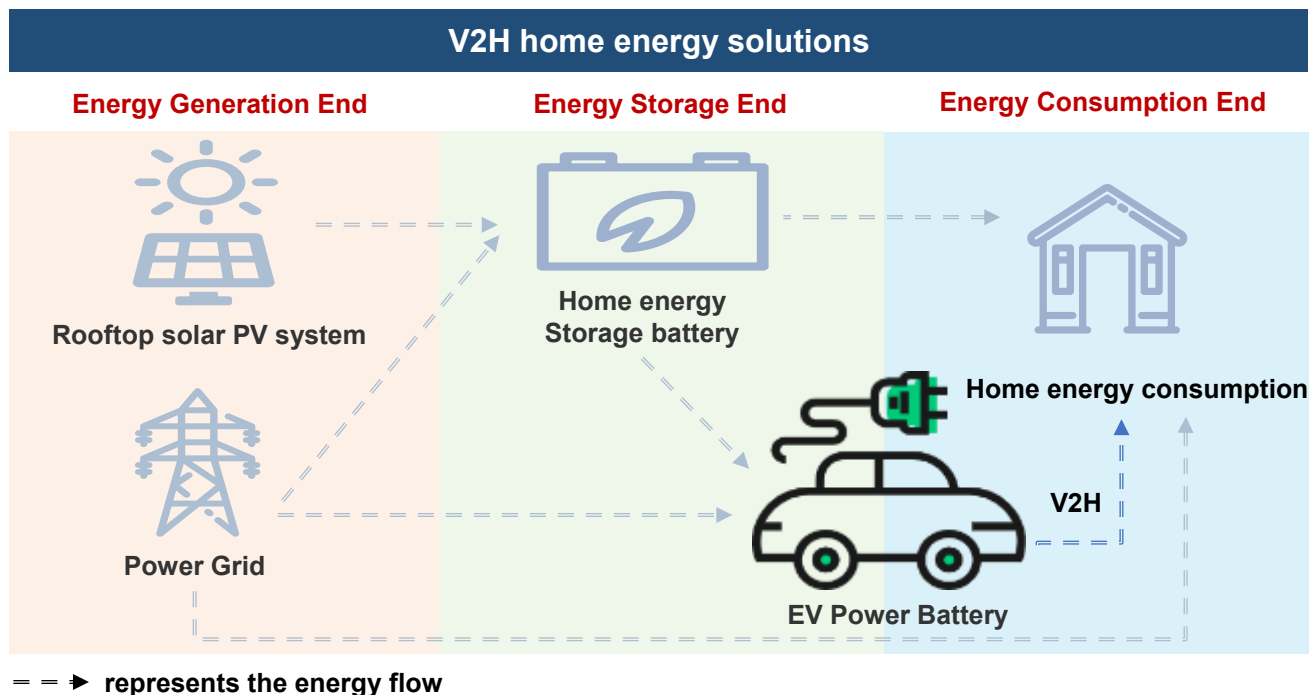 V2H home energy solutions
Energy Generation End
Energy Storage End
Energy Consumption End
Rooftop solar PV system
Home energy
Storage battery
Home energy consumption
Power Grid
V2H
EV Power Battery
represents the energy flow